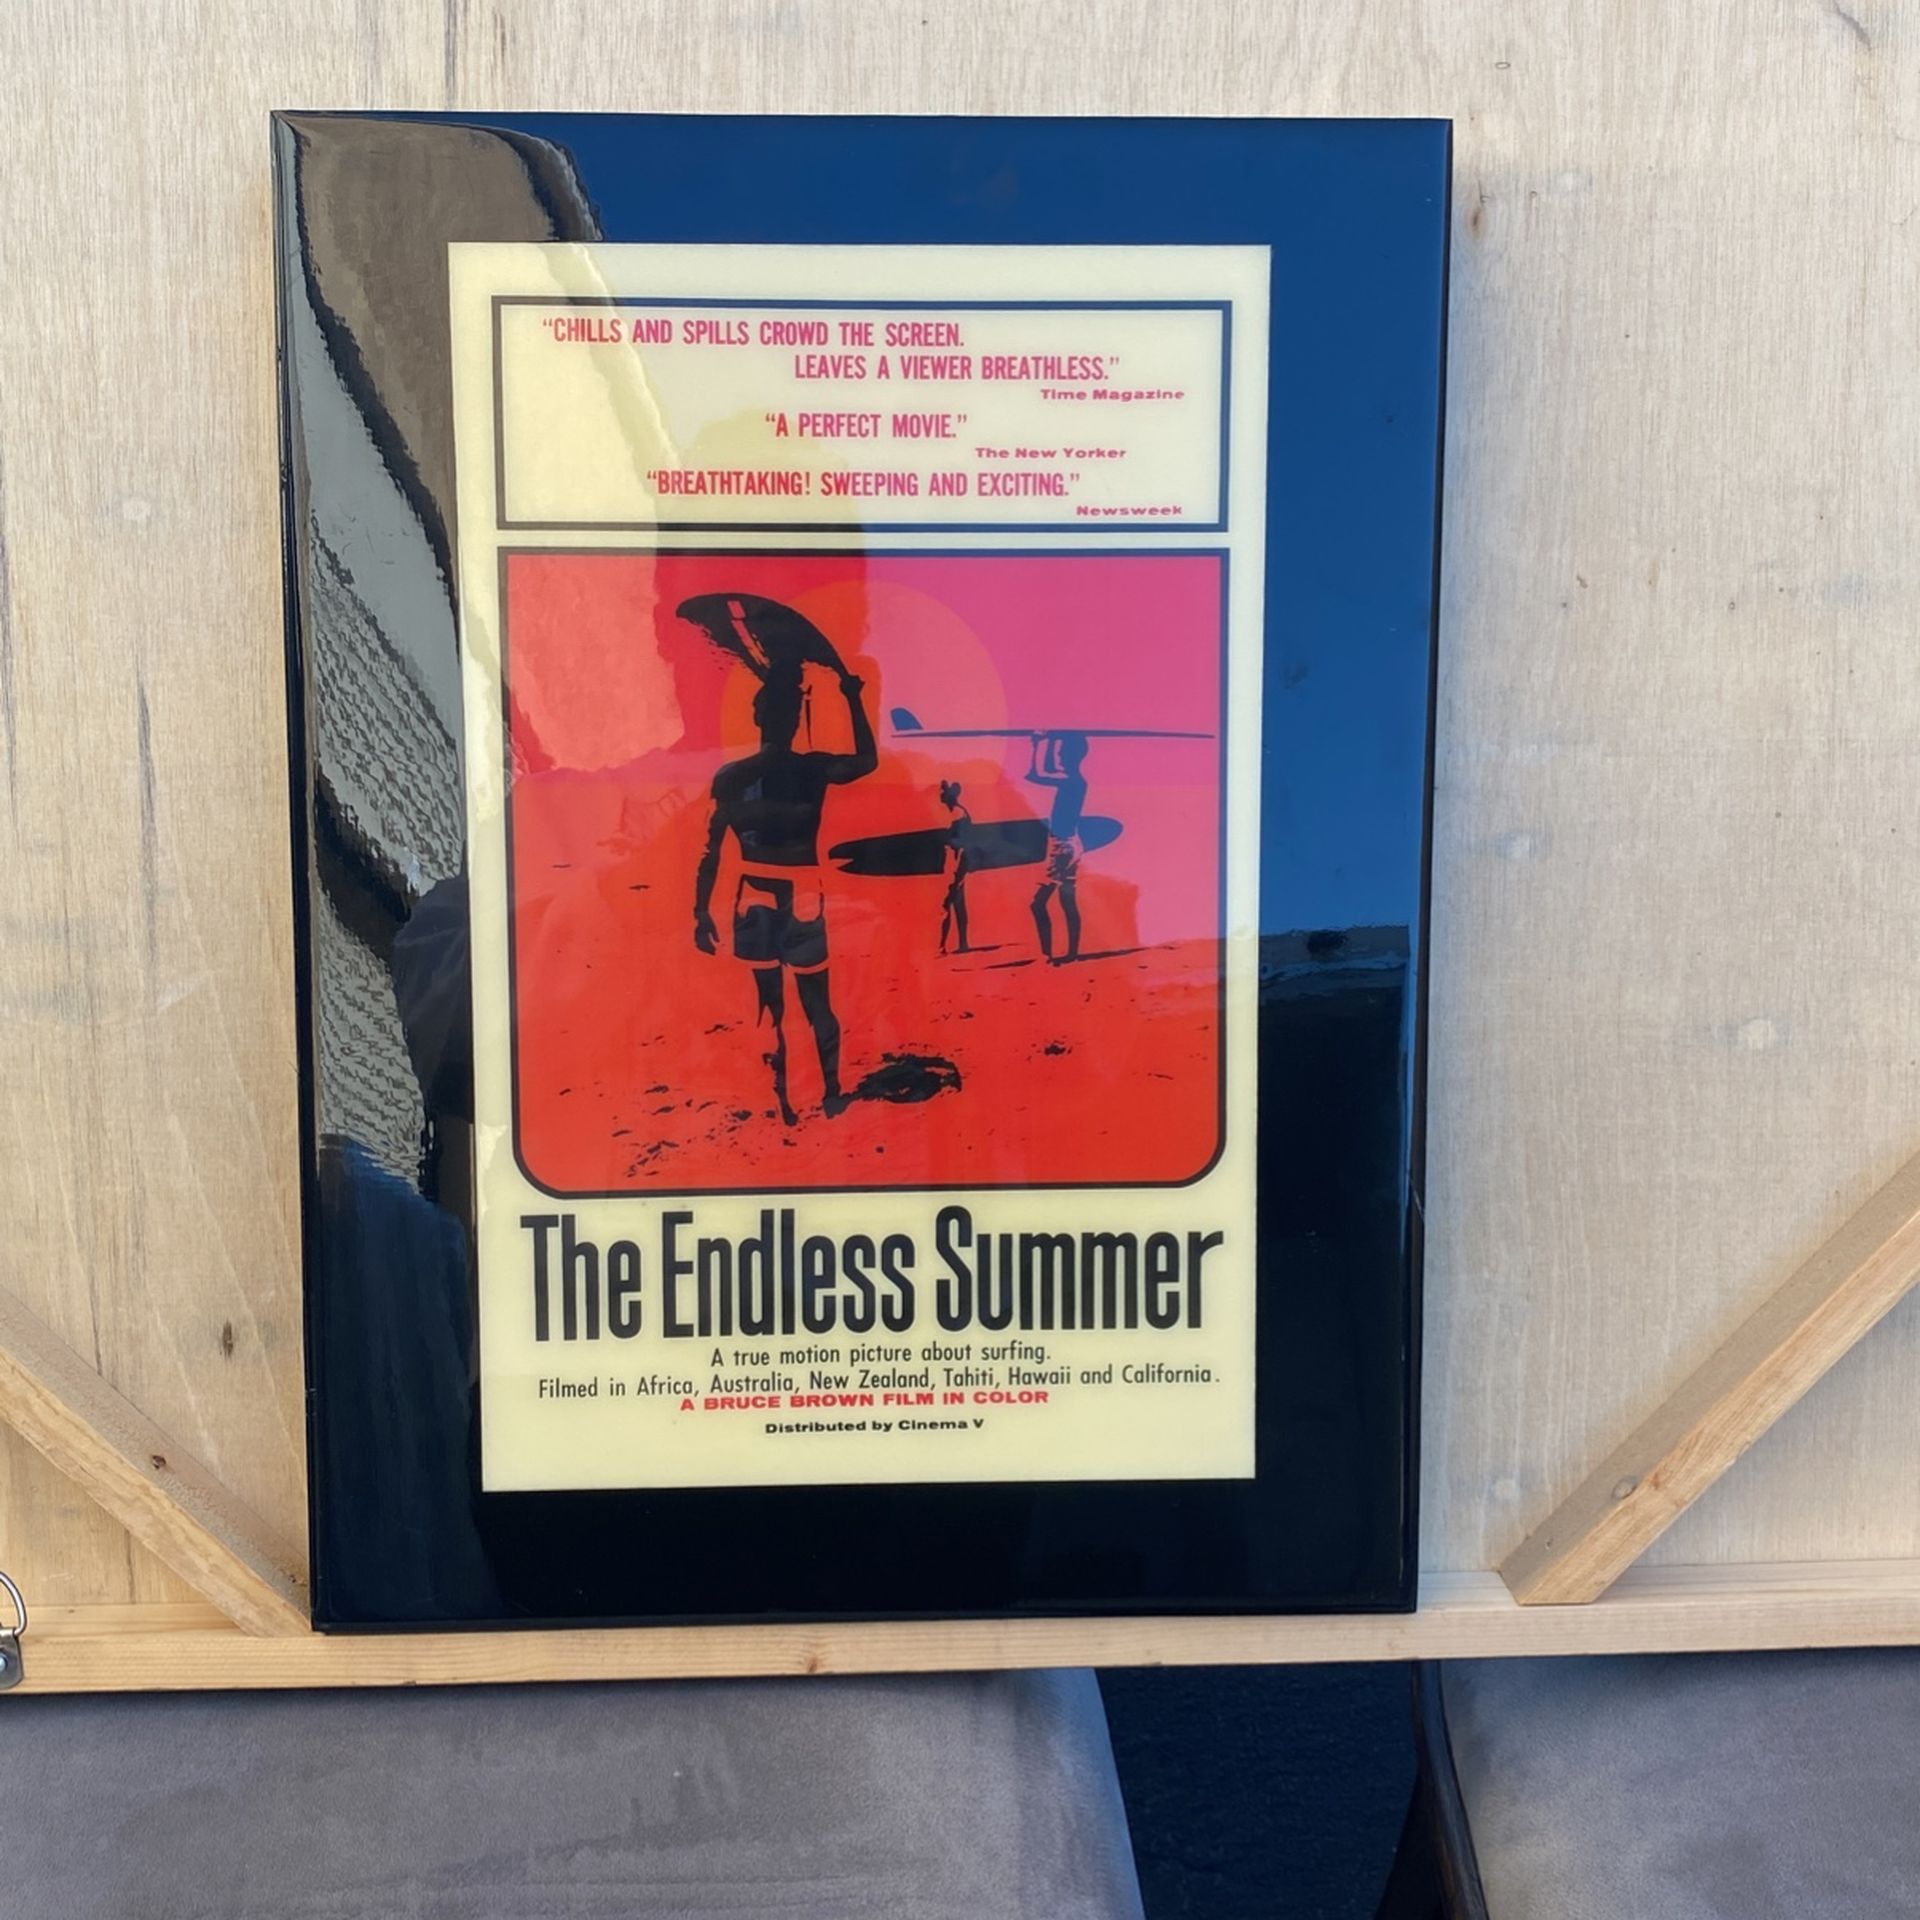 “CHILLS AND SPILLS CROWD THE SCREEN.
LEAVES A VIEWER BREATHLESS.”
Time Magazine
“A PERFECT MOVIE.”
The New Yorker
“BREATHTAKING! SWEEPING AND EXCITING.”
Newsweek
The Endless Summer
A true motion picture about surfing.
Filmed in Africa, Australia, New Zealand, Tahiti, Hawaii and California.
A BRUCE BROWN FILM IN COLOR
Distributed by Cinema V